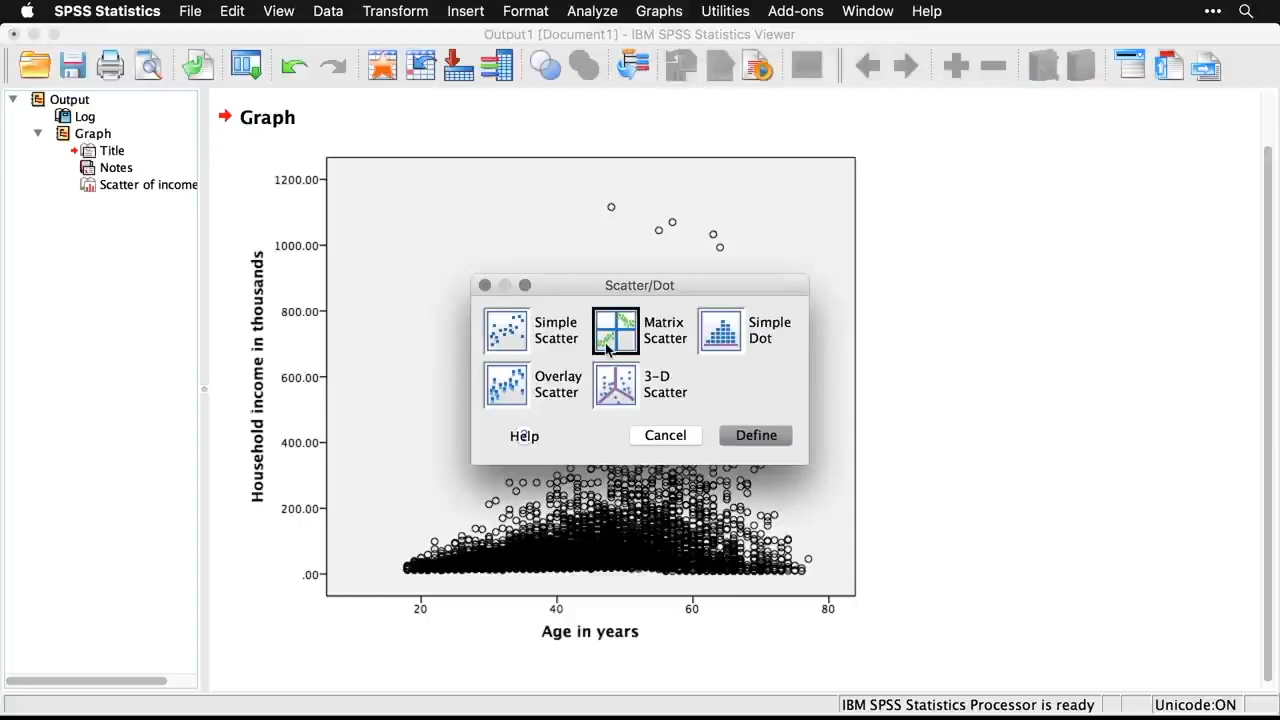 SPSS Statistics File Edit View Data Transform Insert Format Analyze Graphs Utilities Add-ons Window Help
Output1 [Document1] - IBM SPSS Statistics Viewer
Output
Log
Graph
Title
Notes
Scatter of income
Graph
1200.00
1000.00
800.00
600.00
400.00
200.00
.00
Household income in thousands
20 40 60 80
Age in years
Scatter/Dot
Simple
Scatter
Matrix
Scatter
Simple
Dot
Overlay
Scatter
3-D
Scatter
Help Cancel Define
IBM SPSS Statistics Processor is ready Unicode:ON